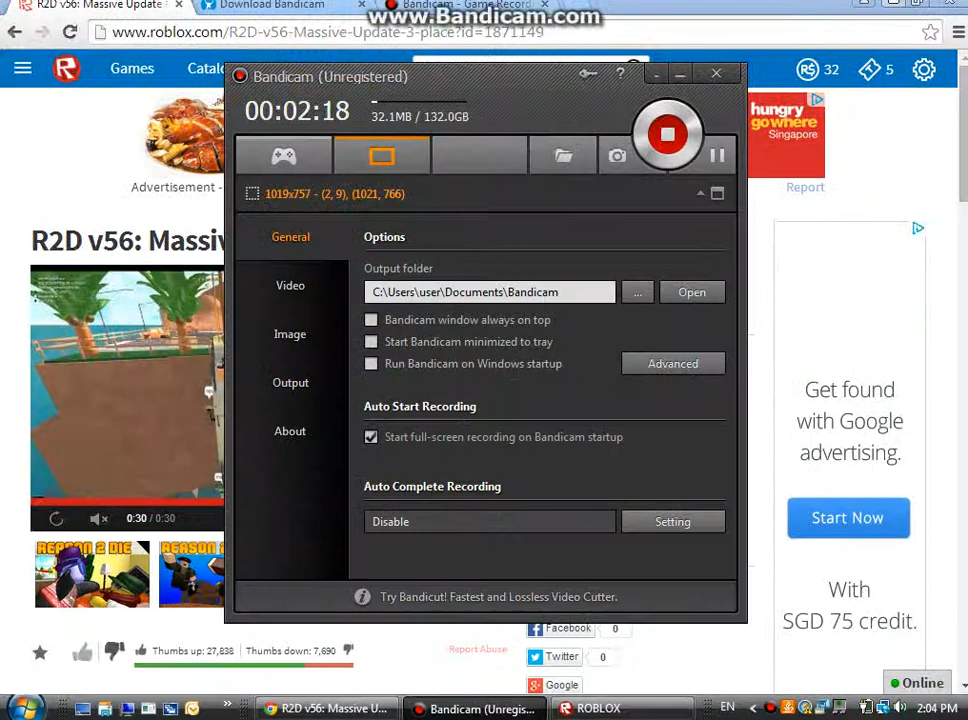 R2D v56: Massive Update
Download Bandicam
Bandicam - Game Record
www.Bandicam.com
www.roblox.com/R2D-v56-Massive-Update-3-place?id=1871149
Games
Catal
32
5
Bandicam (Unregistered)
?
00:02:18
32.1MB / 132.0GB
hungry
gowhere
Singapore
Advertisement -
Report
1019x757 - (2, 9), (1021, 766)
R2D v56: Massiv
General
Video
Image
Output
About
Options
Output folder
C:\Users\user\Documents\Bandicam
...
Open
Bandicam window always on top
Start Bandicam minimized to tray
Run Bandicam on Windows startup
Advanced
Auto Start Recording
Start full-screen recording on Bandicam startup
Auto Complete Recording
Disable
Setting
Try Bandicut! Fastest and Lossless Video Cutter.
Get found
with Google
advertising.
Start Now
With
SGD 75 credit.
0:30 / 0:30
REASON 2 DIE
REASON 2
Thumbs up: 27,838
Thumbs down: 7,690
Report Abuse
Facebook
0
Twitter
0
Google
Online
R2D v56: Massive U...
Bandicam (Unregis...
ROBLOX
EN
2:04 PM